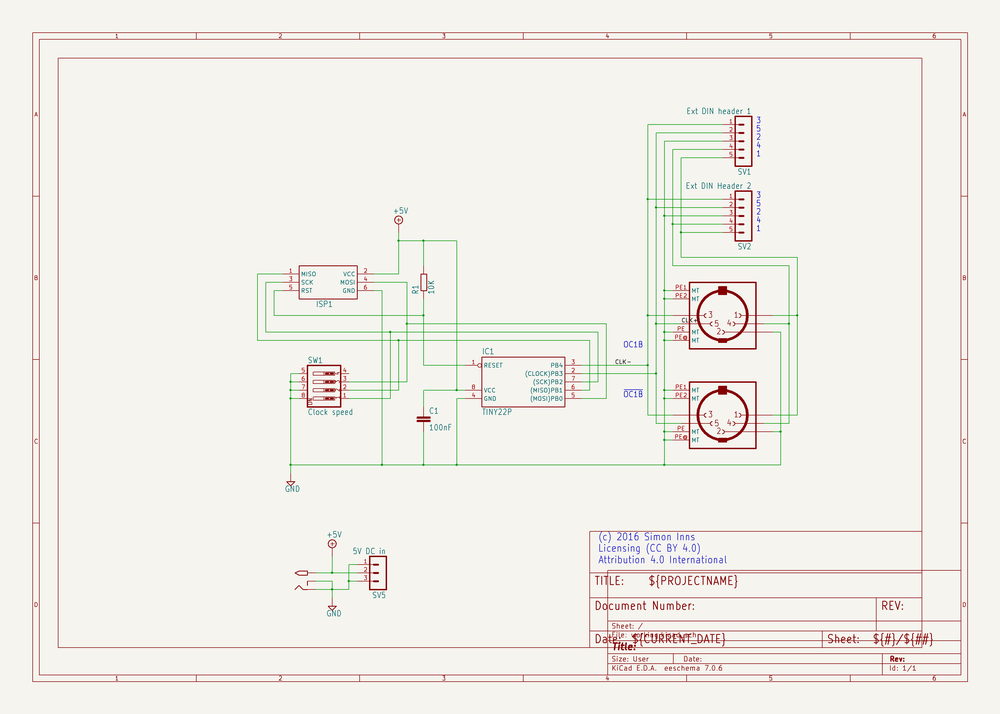 1 2 3 4 5 6
A A
Ext DIN header 1
1 3
2 5
3 2
4 4
5 1
SV1
Ext DIN Header 2
1 3
2 5
3 2
4 4
5 1
SV2
B B
+5V
1 MISO VCC 2
3 SCK MOSI 4
5 RST GND 6
ISP1
R1
10K
PE1 MT
PE2 MT
3 1
5 4
2
CLK+
PE MT
PE MT
OC1B
CLK-
IC1
1 RESET PB4 3
(CLOCK)PB3 2
(SCK)PB2 7
8 VCC (MISO)PB1 6
4 GND (MOSI)PB0 5
TINY22P
SW1
5 4
6 3
7 2
8 1
ON
Clock speed
C1
100nF
OC1B
PE1 MT
PE2 MT
3 1
5 4
2
PE MT
PE MT
C C
GND
+5V
5V DC in
1
2
3
SV5
GND
D D
(c) 2016 Simon Inns
Licensing (CC BY 4.0)
Attribution 4.0 International
TITLE: ${PROJECTNAME}
Document Number: REV:
Sheet: /
File:
Date: ${CURRENT_DATE} Sheet: ${#}/${##}
Title:
Size: User Date: Rev:
KiCad E.D.A. eeschema 7.0.6 Id: 1/1
1 2 3 4 5 6